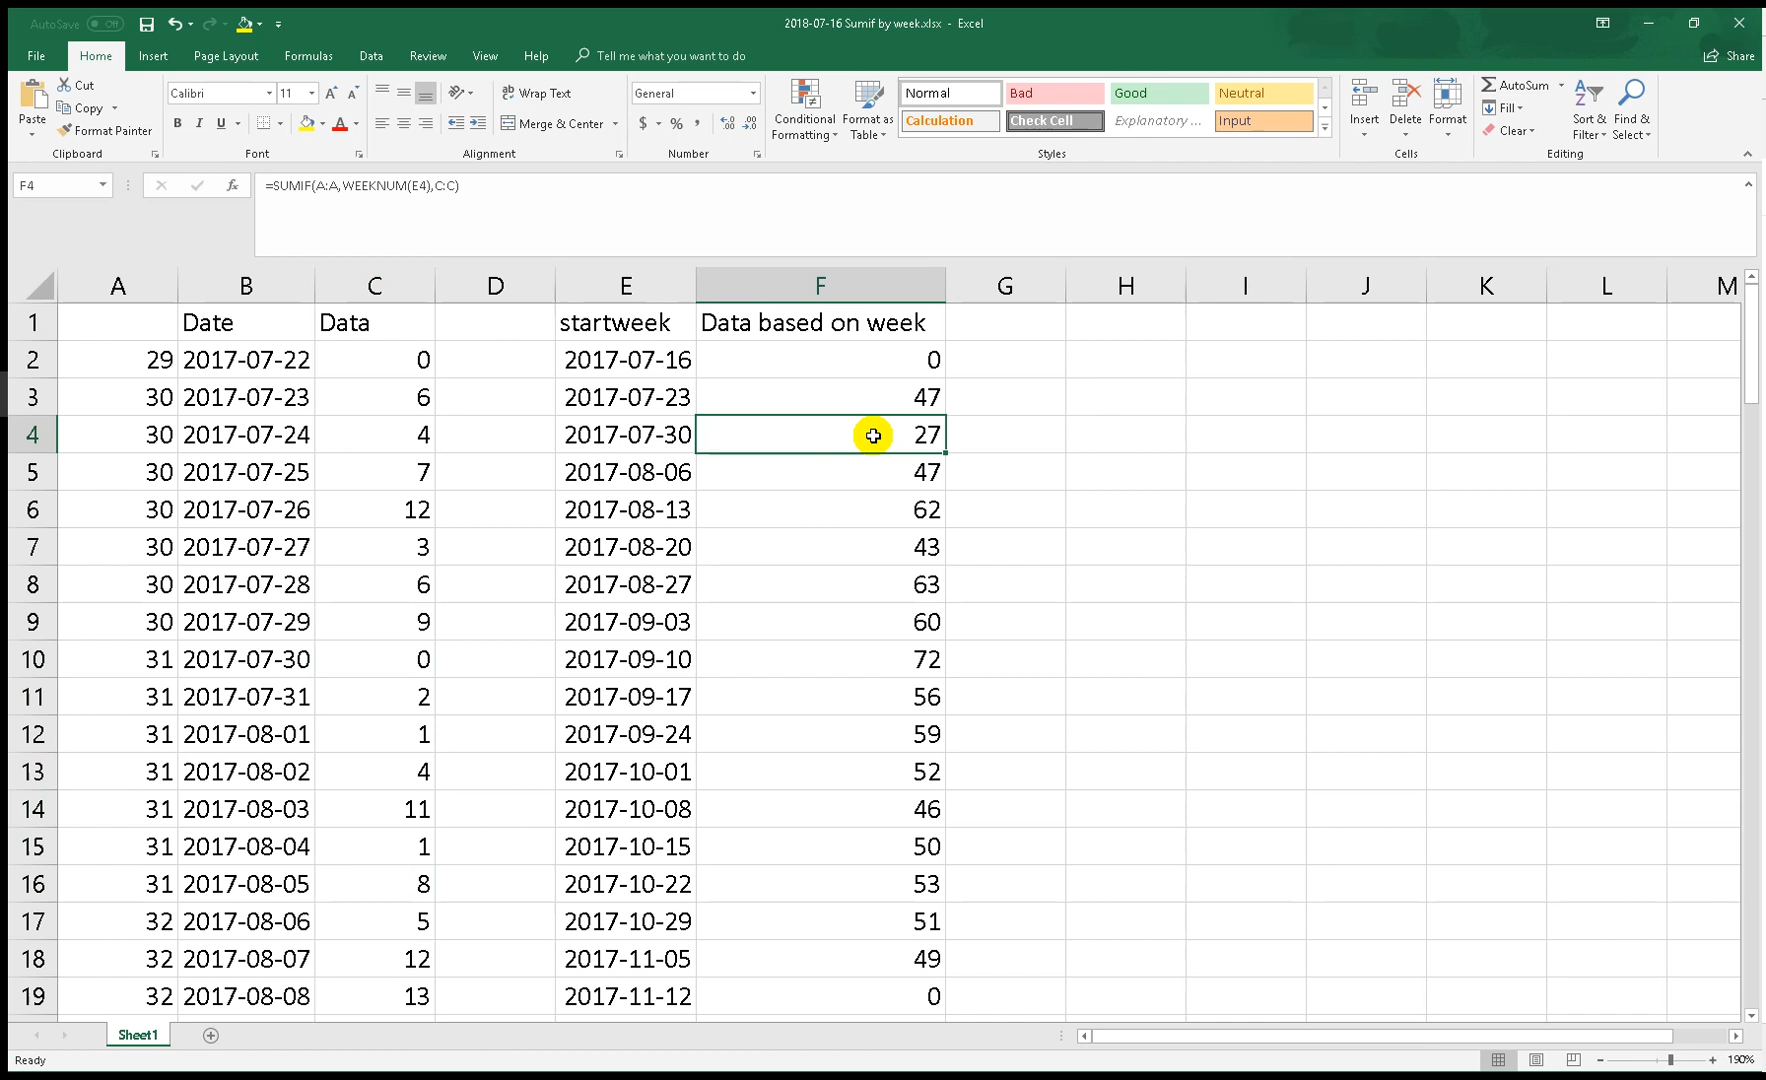 AutoSave Off 2018-07-16 Sumif by week.xlsx - Excel
File Home Insert Page Layout Formulas Data Review View Help Tell me what you want to do Share
Paste Cut Copy Format Painter Clipboard
Calibri 11 A A B I U A Font
Wrap Text Merge & Center Alignment
General $ % , Number
Conditional Formatting Format as Table
Normal Bad Good Neutral
Calculation Check Cell Explanatory ... Input
Styles
Insert Delete Format Cells
AutoSum Fill Clear Sort & Filter Find & Select Editing
F4 fx =SUMIF(A:A,WEEKNUM(E4),C:C)
A B C D E F G H I J K L M
1 Date Data startweek Data based on week
2 29 2017-07-22 0 2017-07-16 0
3 30 2017-07-23 6 2017-07-23 47
4 30 2017-07-24 4 2017-07-30 27
5 30 2017-07-25 7 2017-08-06 47
6 30 2017-07-26 12 2017-08-13 62
7 30 2017-07-27 3 2017-08-20 43
8 30 2017-07-28 6 2017-08-27 63
9 30 2017-07-29 9 2017-09-03 60
10 31 2017-07-30 0 2017-09-10 72
11 31 2017-07-31 2 2017-09-17 56
12 31 2017-08-01 1 2017-09-24 59
13 31 2017-08-02 4 2017-10-01 52
14 31 2017-08-03 11 2017-10-08 46
15 31 2017-08-04 1 2017-10-15 50
16 31 2017-08-05 8 2017-10-22 53
17 32 2017-08-06 5 2017-10-29 51
18 32 2017-08-07 12 2017-11-05 49
19 32 2017-08-08 13 2017-11-12 0
Sheet1
Ready 190%